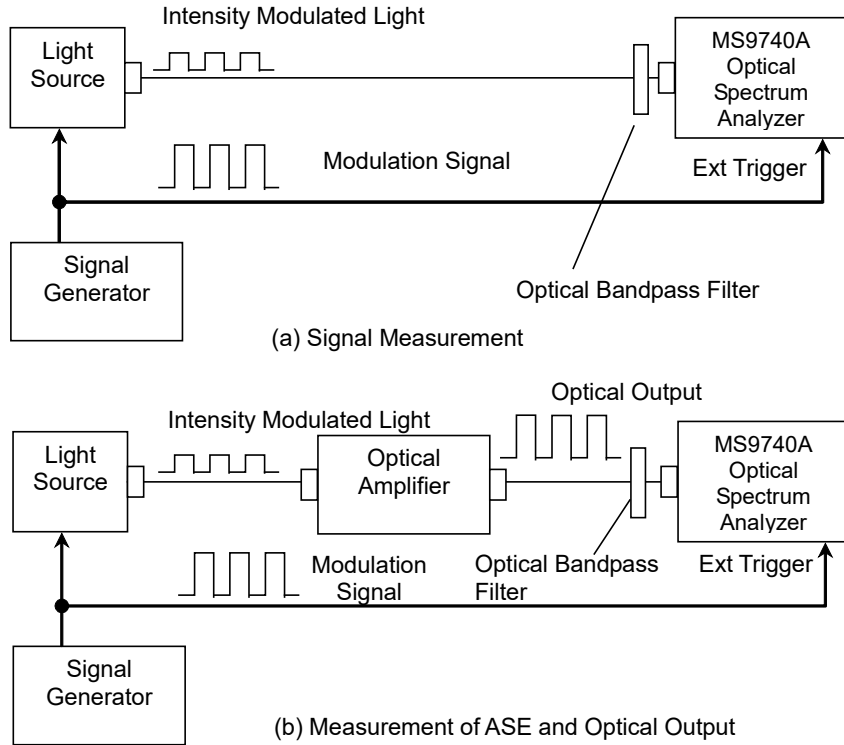 Intensity Modulated Light
Light
Source
MS9740A
Optical
Spectrum
Analyzer
Modulation Signal
Ext Trigger
Signal
Generator
Optical Bandpass Filter
(a) Signal Measurement
Optical Output
Intensity Modulated Light
Light
Source
Optical
Amplifier
MS9740A
Optical
Spectrum
Analyzer
Modulation
Signal
Optical Bandpass
Filter
Ext Trigger
Signal
Generator
(b) Measurement of ASE and Optical Output